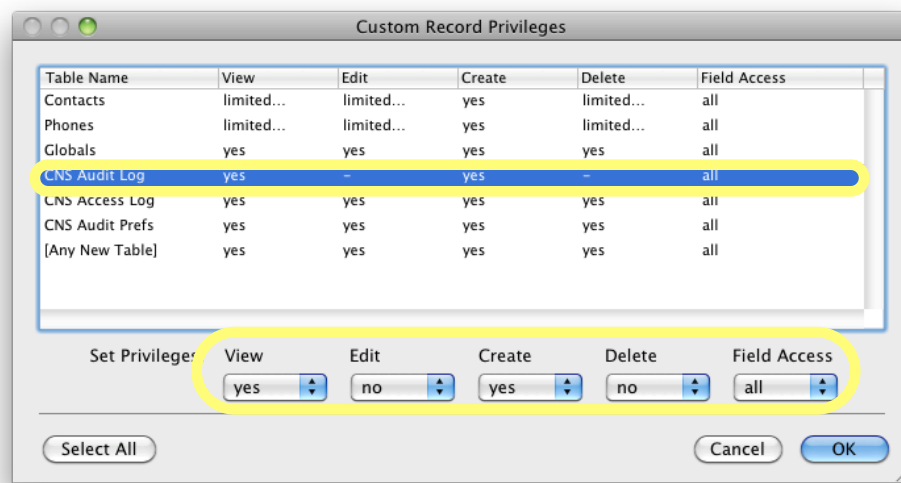 Custom Record Privileges
Table Name View Edit Create Delete Field Access
Contacts limited... limited... yes limited... all
Phones limited... limited... yes limited... all
Globals yes yes yes yes all
CNS Audit Log yes – yes – all
CNS Access Log yes yes yes yes all
CNS Audit Prefs yes yes yes yes all
[Any New Table] yes yes yes yes all
Set Privileges View Edit Create Delete Field Access
yes no yes no all
Select All Cancel OK